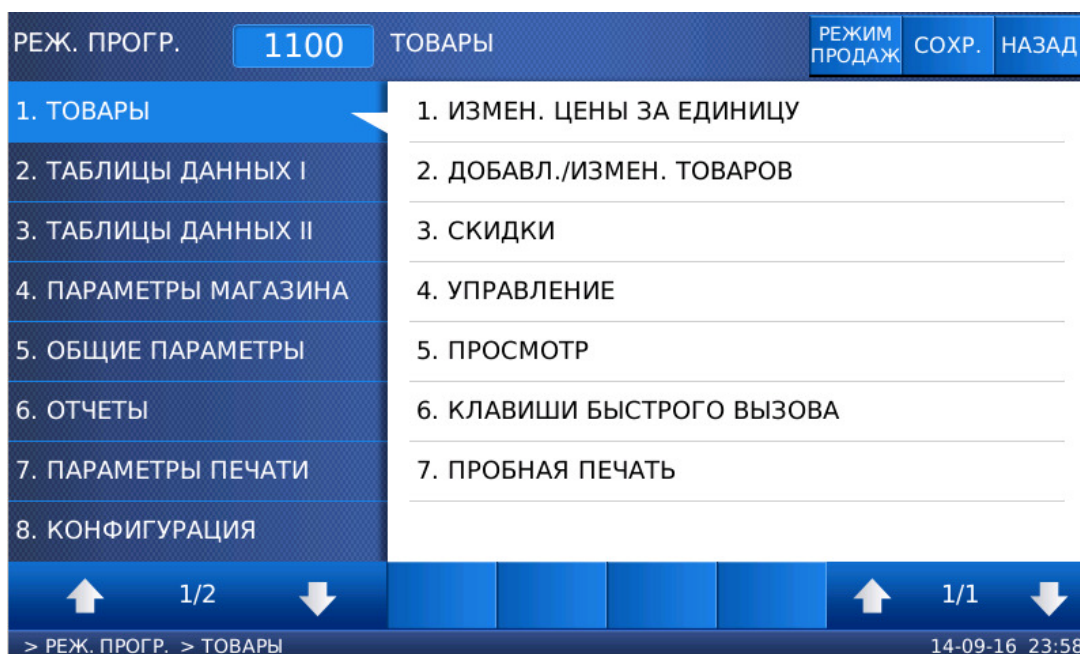 РЕЖ. ПРОГР. 1100 ТОВАРЫ
РЕЖИМ
ПРОДАЖ
СОХР.
НАЗАД
1. ТОВАРЫ
2. ТАБЛИЦЫ ДАННЫХ I
3. ТАБЛИЦЫ ДАННЫХ II
4. ПАРАМЕТРЫ МАГАЗИНА
5. ОБЩИЕ ПАРАМЕТРЫ
6. ОТЧЕТЫ
7. ПАРАМЕТРЫ ПЕЧАТИ
8. КОНФИГУРАЦИЯ
1. ИЗМЕН. ЦЕНЫ ЗА ЕДИНИЦУ
2. ДОБАВЛ./ИЗМЕН. ТОВАРОВ
3. СКИДКИ
4. УПРАВЛЕНИЕ
5. ПРОСМОТР
6. КЛАВИШИ БЫСТРОГО ВЫЗОВА
7. ПРОБНАЯ ПЕЧАТЬ
1/2
1/1
> РЕЖ. ПРОГР. > ТОВАРЫ
14-09-16 23:58